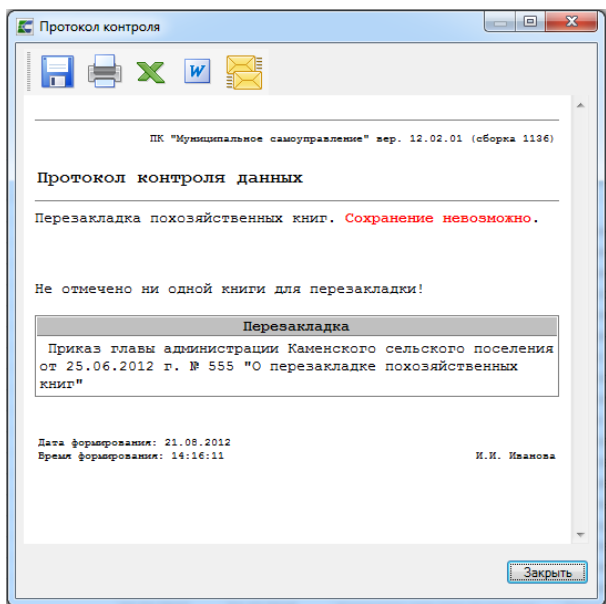 Протокол контроля
W
ПК "Муниципальное самоуправление" вер. 12.02.01 (сборка 1136)
Протокол контроля данных
Перезакладка похозяйственных книг. Сохранение невозможно.
Не отмечено ни одной книги для перезакладки!
Перезакладка
Приказ главы администрации Каменского сельского поселения
от 25.06.2012 г. № 555 "О перезакладке похозяйственных
книг"
Дата формирования: 21.08.2012
Время формирования: 14:16:11 И.И. Иванова
Закрыть